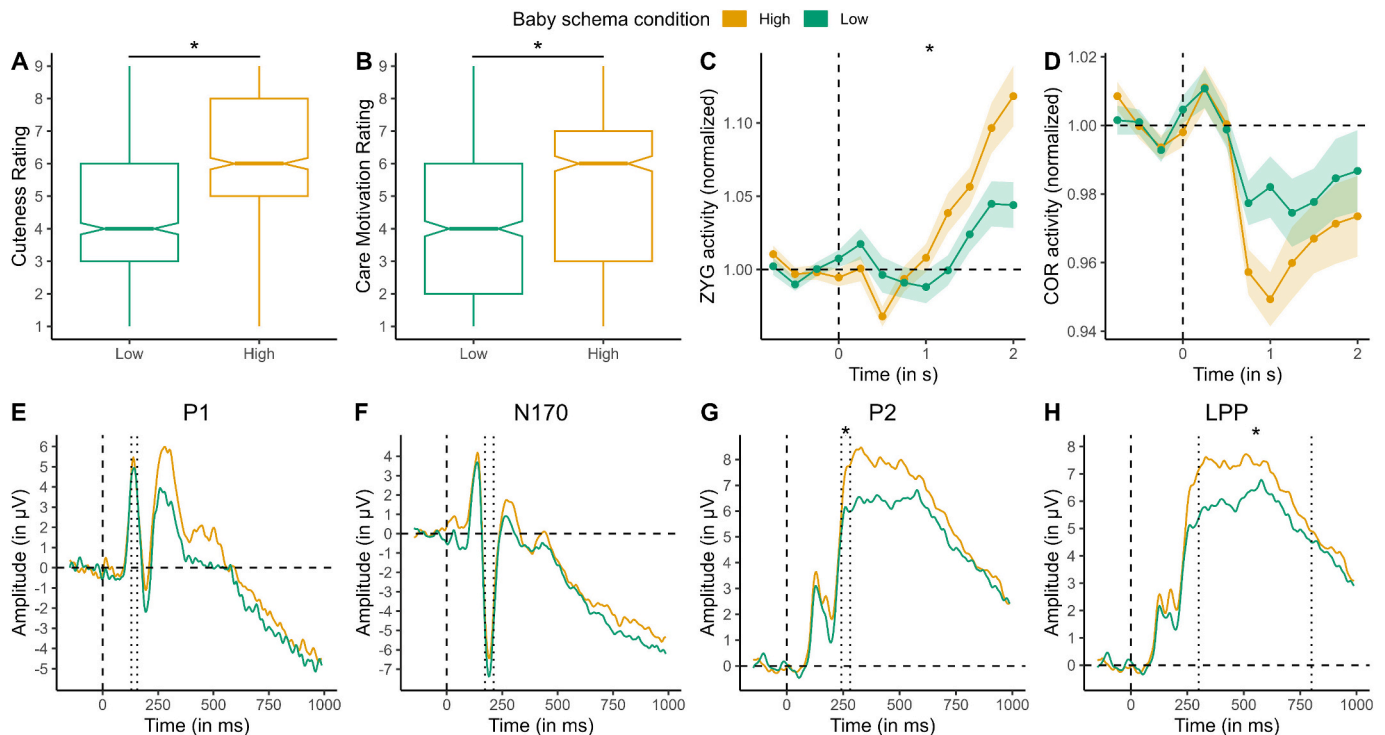 Baby schema condition High Low
A
*
Cuteness Rating
9
8
7
6
5
4
3
2
1
Low High
B
*
Care Motivation Rating
9
8
7
6
5
4
3
2
1
Low High
C
*
ZYG activity (normalized)
1.10
1.05
1.00
0 1 2
Time (in s)
D
COR activity (normalized)
1.02
1.00
0.98
0.96
0.94
0 1 2
Time (in s)
E P1
Amplitude (in µV)
6
5
4
3
2
1
0
-1
-2
-3
-4
-5
0 250 500 750 1000
Time (in ms)
F N170
Amplitude (in µV)
4
3
2
1
0
-1
-2
-3
-4
-5
-6
-7
0 250 500 750 1000
Time (in ms)
G P2
*
Amplitude (in µV)
8
7
6
5
4
3
2
1
0
0 250 500 750 1000
Time (in ms)
H LPP
*
Amplitude (in µV)
8
7
6
5
4
3
2
1
0
0 250 500 750 1000
Time (in ms)